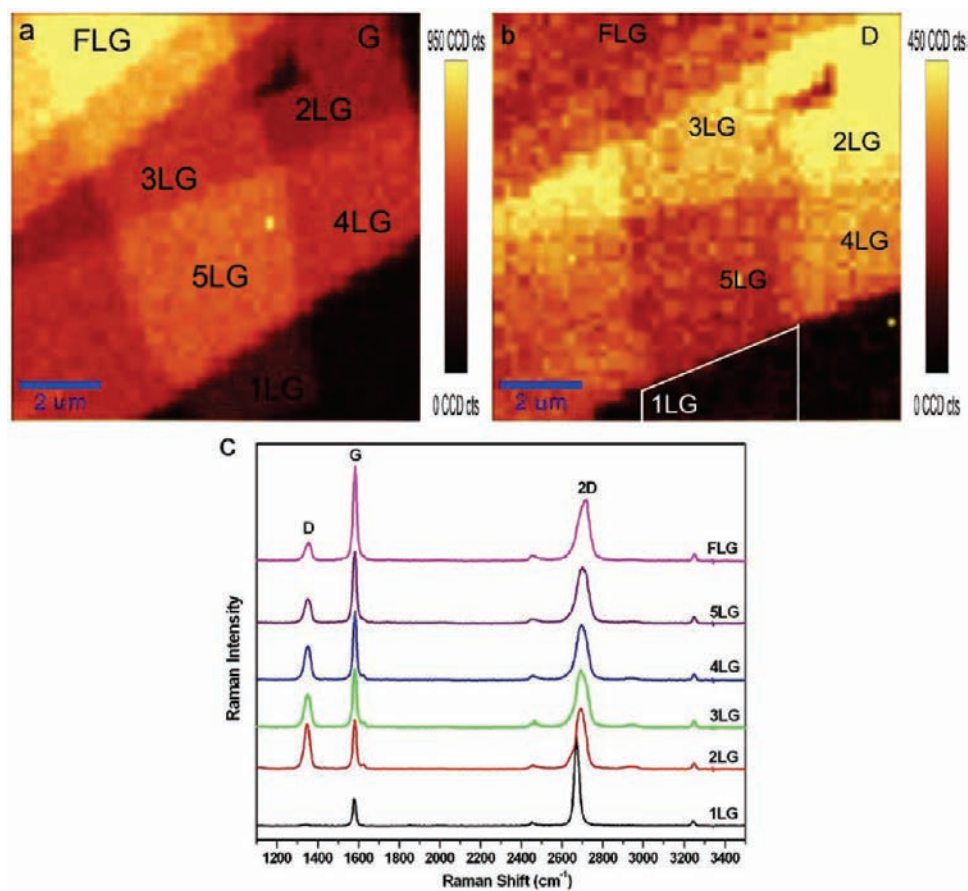 a
FLG
G
2LG
3LG
4LG
5LG
1LG
2 um
950 CCD cts
0 CCD cts
b
FLG
D
3LG
2LG
4LG
5LG
1LG
2 um
450 CCD cts
0 CCD cts
C
G
2D
D
FLG
5LG
4LG
3LG
2LG
1LG
Raman Intensity
1200 1400 1600 1800 2000 2200 2400 2600 2800 3000 3200 3400
Raman Shift (cm⁻¹)